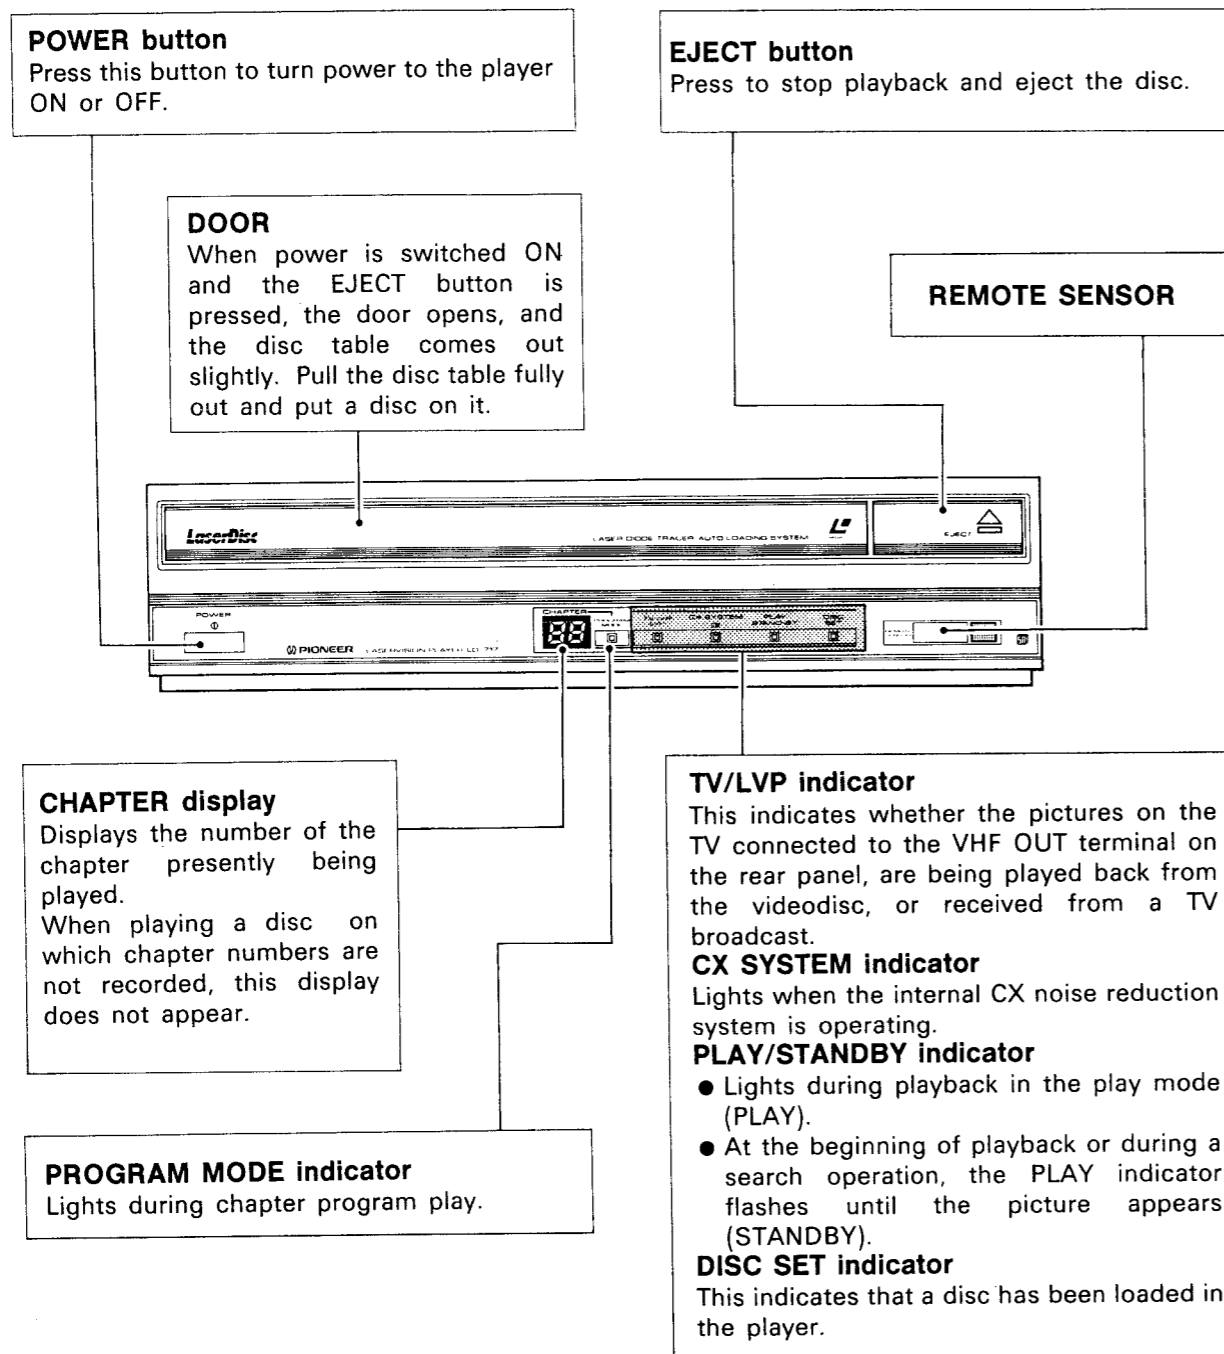 POWER button
Press this button to turn power to the player
ON or OFF.
EJECT button
Press to stop playback and eject the disc.
DOOR
When power is switched ON
and the EJECT button is
pressed, the door opens, and
the disc table comes out
slightly. Pull the disc table fully
out and put a disc on it.
REMOTE SENSOR
LaserDisc
LASER DIODE TRACER AUTO LOADING SYSTEM
EJECT
POWER
PIONEER
CHAPTER
88
CX SYSTEM
PLAY
STANDBY
DISC
SET
CHAPTER display
Displays the number of the
chapter presently being
played.
When playing a disc on
which chapter numbers are
not recorded, this display
does not appear.
PROGRAM MODE indicator
Lights during chapter program play.
TV/LVP indicator
This indicates whether the pictures on the
TV connected to the VHF OUT terminal on
the rear panel, are being played back from
the videodisc, or received from a TV
broadcast.
CX SYSTEM indicator
Lights when the internal CX noise reduction
system is operating.
PLAY/STANDBY indicator
● Lights during playback in the play mode
(PLAY).
● At the beginning of playback or during a
search operation, the PLAY indicator
flashes until the picture appears
(STANDBY).
DISC SET indicator
This indicates that a disc has been loaded in
the player.